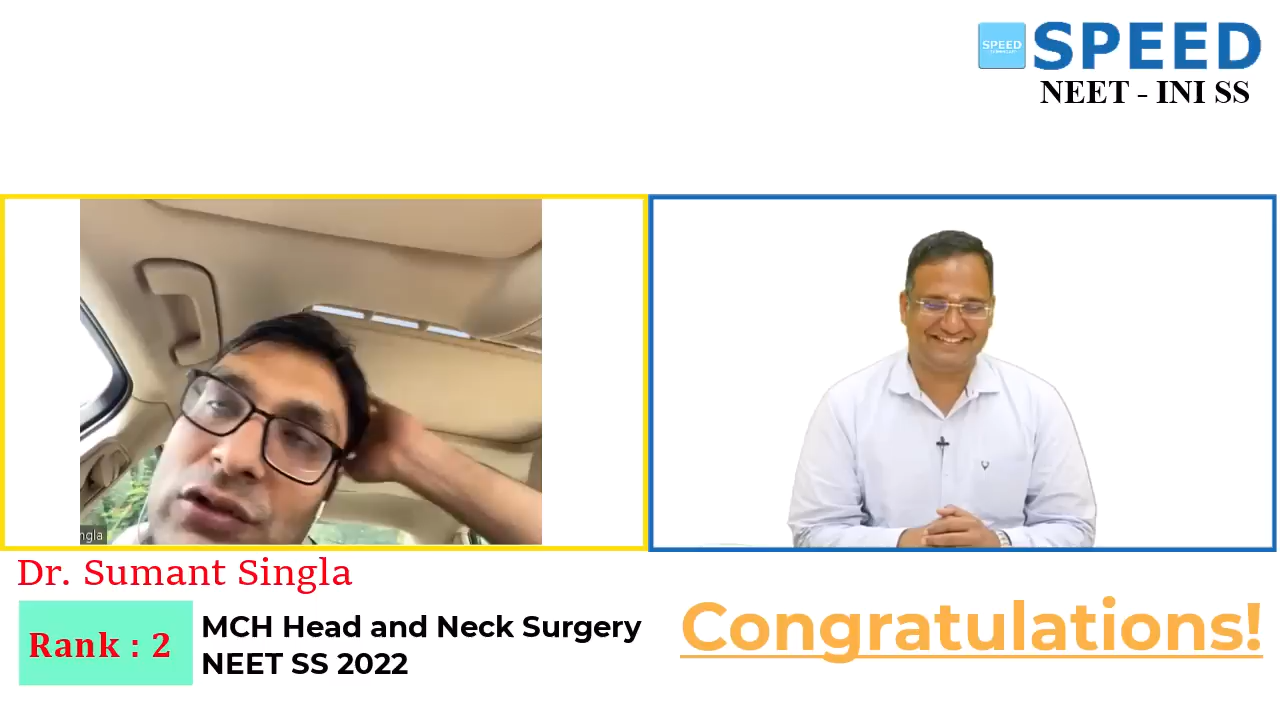 SPEED
SPEED
NEET - INI SS
ngla
Dr. Sumant Singla
Rank : 2
MCH Head and Neck Surgery
NEET SS 2022
Congratulations!